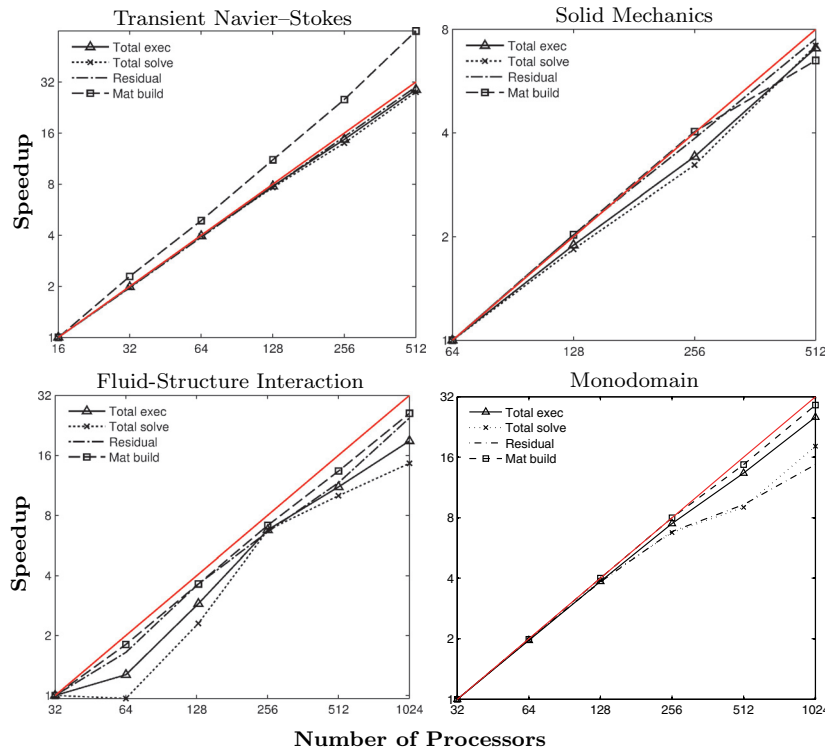 Transient Navier–Stokes
Total exec
Total solve
Residual
Mat build
32
16
8
4
2
1
16 32 64 128 256 512
Speedup
Solid Mechanics
Total exec
Total solve
Residual
Mat build
8
4
2
1
64 128 256 512
Fluid-Structure Interaction
Total exec
Total solve
Residual
Mat build
32
16
8
4
2
1
32 64 128 256 512 1024
Speedup
Monodomain
Total exec
Total solve
Residual
Mat build
32
16
8
4
2
1
32 64 128 256 512 1024
Number of Processors